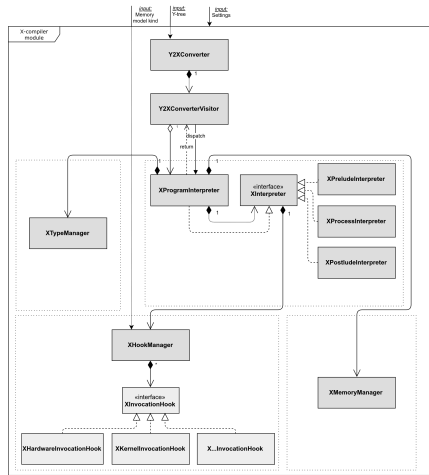 input:
Memory
model kind
input:
Y-tree
input:
Settings
X-compiler
module
Y2XConverter
1
Y2XConverterVisitor
1
dispatch
return
1
1
XProgramInterpreter
«interface»
XInterpreter
XPreludeInterpreter
XProcessInterpreter
XPostludeInterpreter
1
1
XTypeManager
XHookManager
*
«interface»
XInvocationHook
XMemoryManager
XHardwareInvocationHook
XKernelInvocationHook
X...InvocationHook